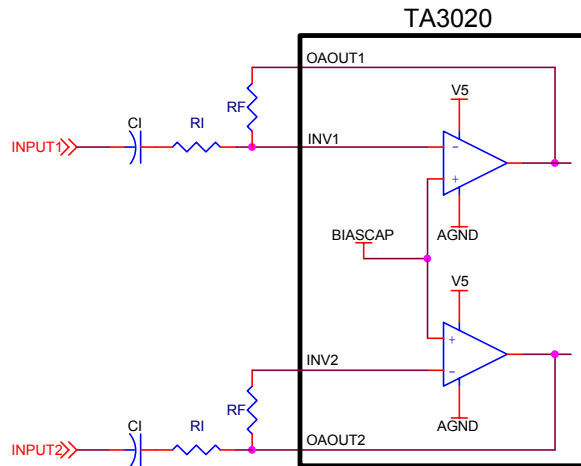 TA3020
OAOUT1
V5
CI
RI
RF
INPUT1
INV1
BIASCAP
AGND
V5
INV2
CI
RI
RF
INPUT2
OAOUT2
AGND